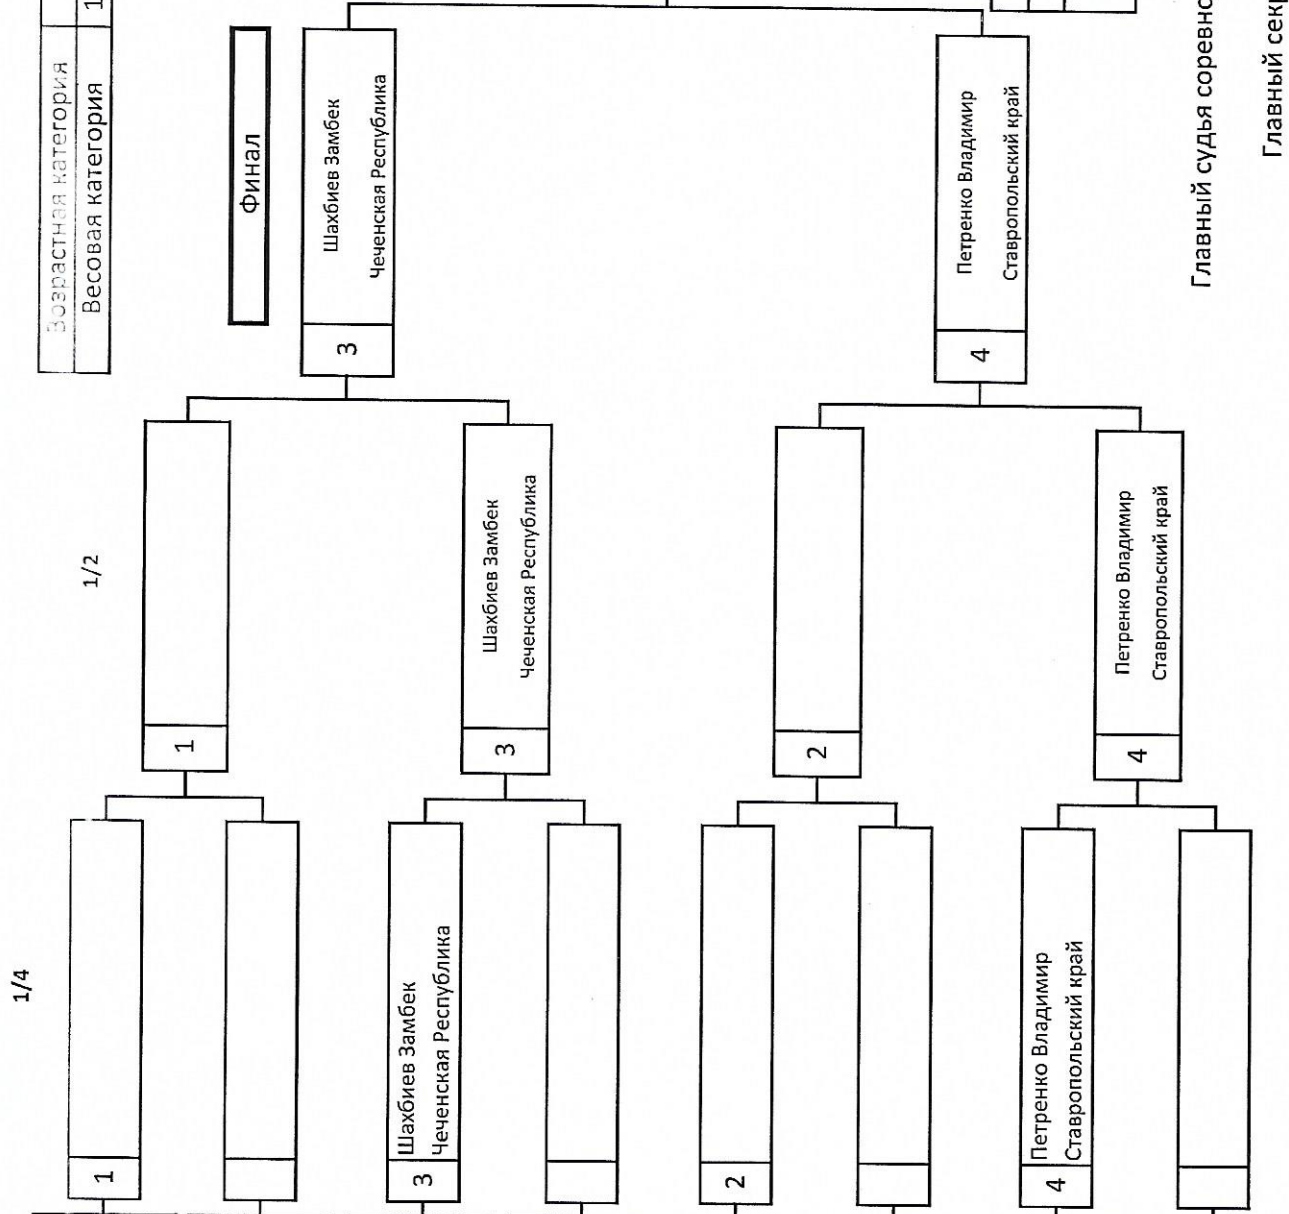 Возрастная категория
Весовая категория 1
1/4
1/2
Финал
1
3
Шахбиев Замбек
Чеченская Республика
2
4
Петренко Владимир
Ставропольский край
1
3
Шахбиев Замбек
Чеченская Республика
2
4
Петренко Владимир
Ставропольский край
3
Шахбиев Замбек
Чеченская Республика
4
Петренко Владимир
Ставропольский край
Главный судья соревно
Главный сек